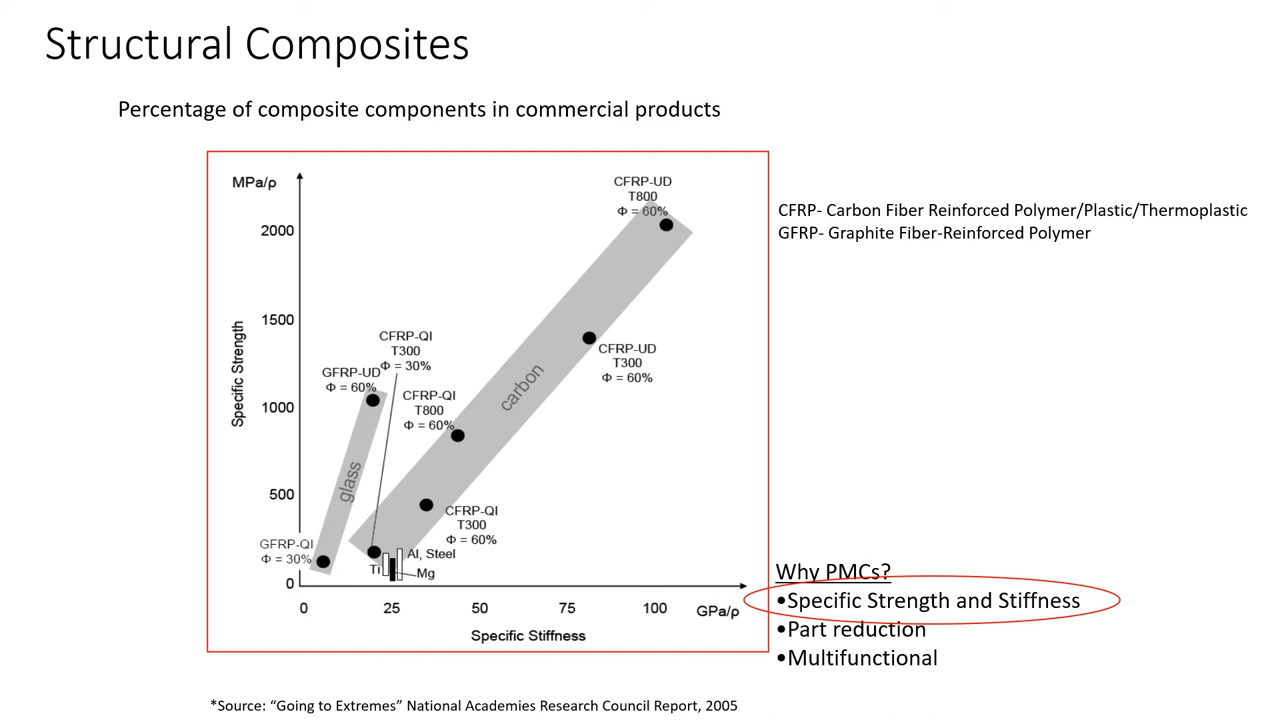 Structural Composites
Percentage of composite components in commercial products
MPa/ρ
2000
1500
1000
500
0
Specific Strength
0
25
50
75
100
GPa/ρ
Specific Stiffness
CFRP-UD
T800
Φ = 60%
CFRP-UD
T300
Φ = 60%
CFRP-QI
T300
Φ = 30%
GFRP-UD
Φ = 60%
CFRP-QI
T800
Φ = 60%
carbon
glass
CFRP-QI
T300
Φ = 60%
GFRP-QI
Φ = 30%
Al, Steel
Ti
Mg
CFRP- Carbon Fiber Reinforced Polymer/Plastic/Thermoplastic
GFRP- Graphite Fiber-Reinforced Polymer
Why PMCs?
•Specific Strength and Stiffness
•Part reduction
•Multifunctional
*Source: “Going to Extremes” National Academies Research Council Report, 2005